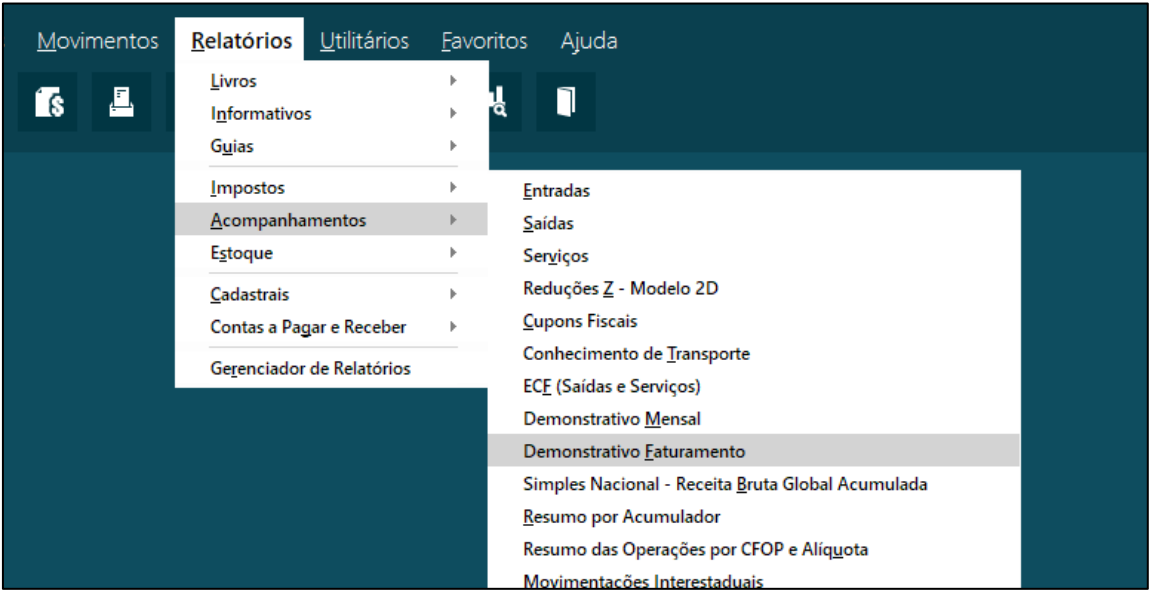 Movimentos Relatórios Utilitários Favoritos Ajuda
Livros
Informativos
Guias
Impostos
Acompanhamentos
Estoque
Cadastrais
Contas a Pagar e Receber
Gerenciador de Relatórios
Entradas
Saídas
Serviços
Reduções Z - Modelo 2D
Cupons Fiscais
Conhecimento de Transporte
ECF (Saídas e Serviços)
Demonstrativo Mensal
Demonstrativo Faturamento
Simples Nacional - Receita Bruta Global Acumulada
Resumo por Acumulador
Resumo das Operações por CFOP e Alíquota
Movimentações Interestaduais